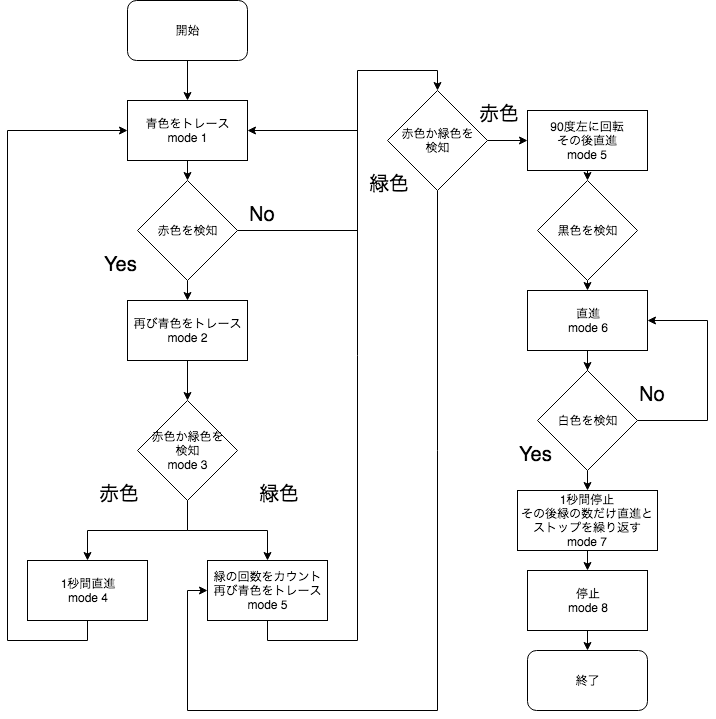 開始
青色をトレース
mode 1
赤色を検知
No
Yes
再び青色をトレース
mode 2
赤色か緑色を
検知
mode 3
赤色
緑色
1秒間直進
mode 4
緑の回数をカウント
再び青色をトレース
mode 5
赤色か緑色を
検知
赤色
緑色
90度左に回転
その後直進
mode 5
黒色を検知
直進
mode 6
白色を検知
No
Yes
1秒間停止
その後緑の数だけ直進と
ストップを繰り返す
mode 7
停止
mode 8
終了